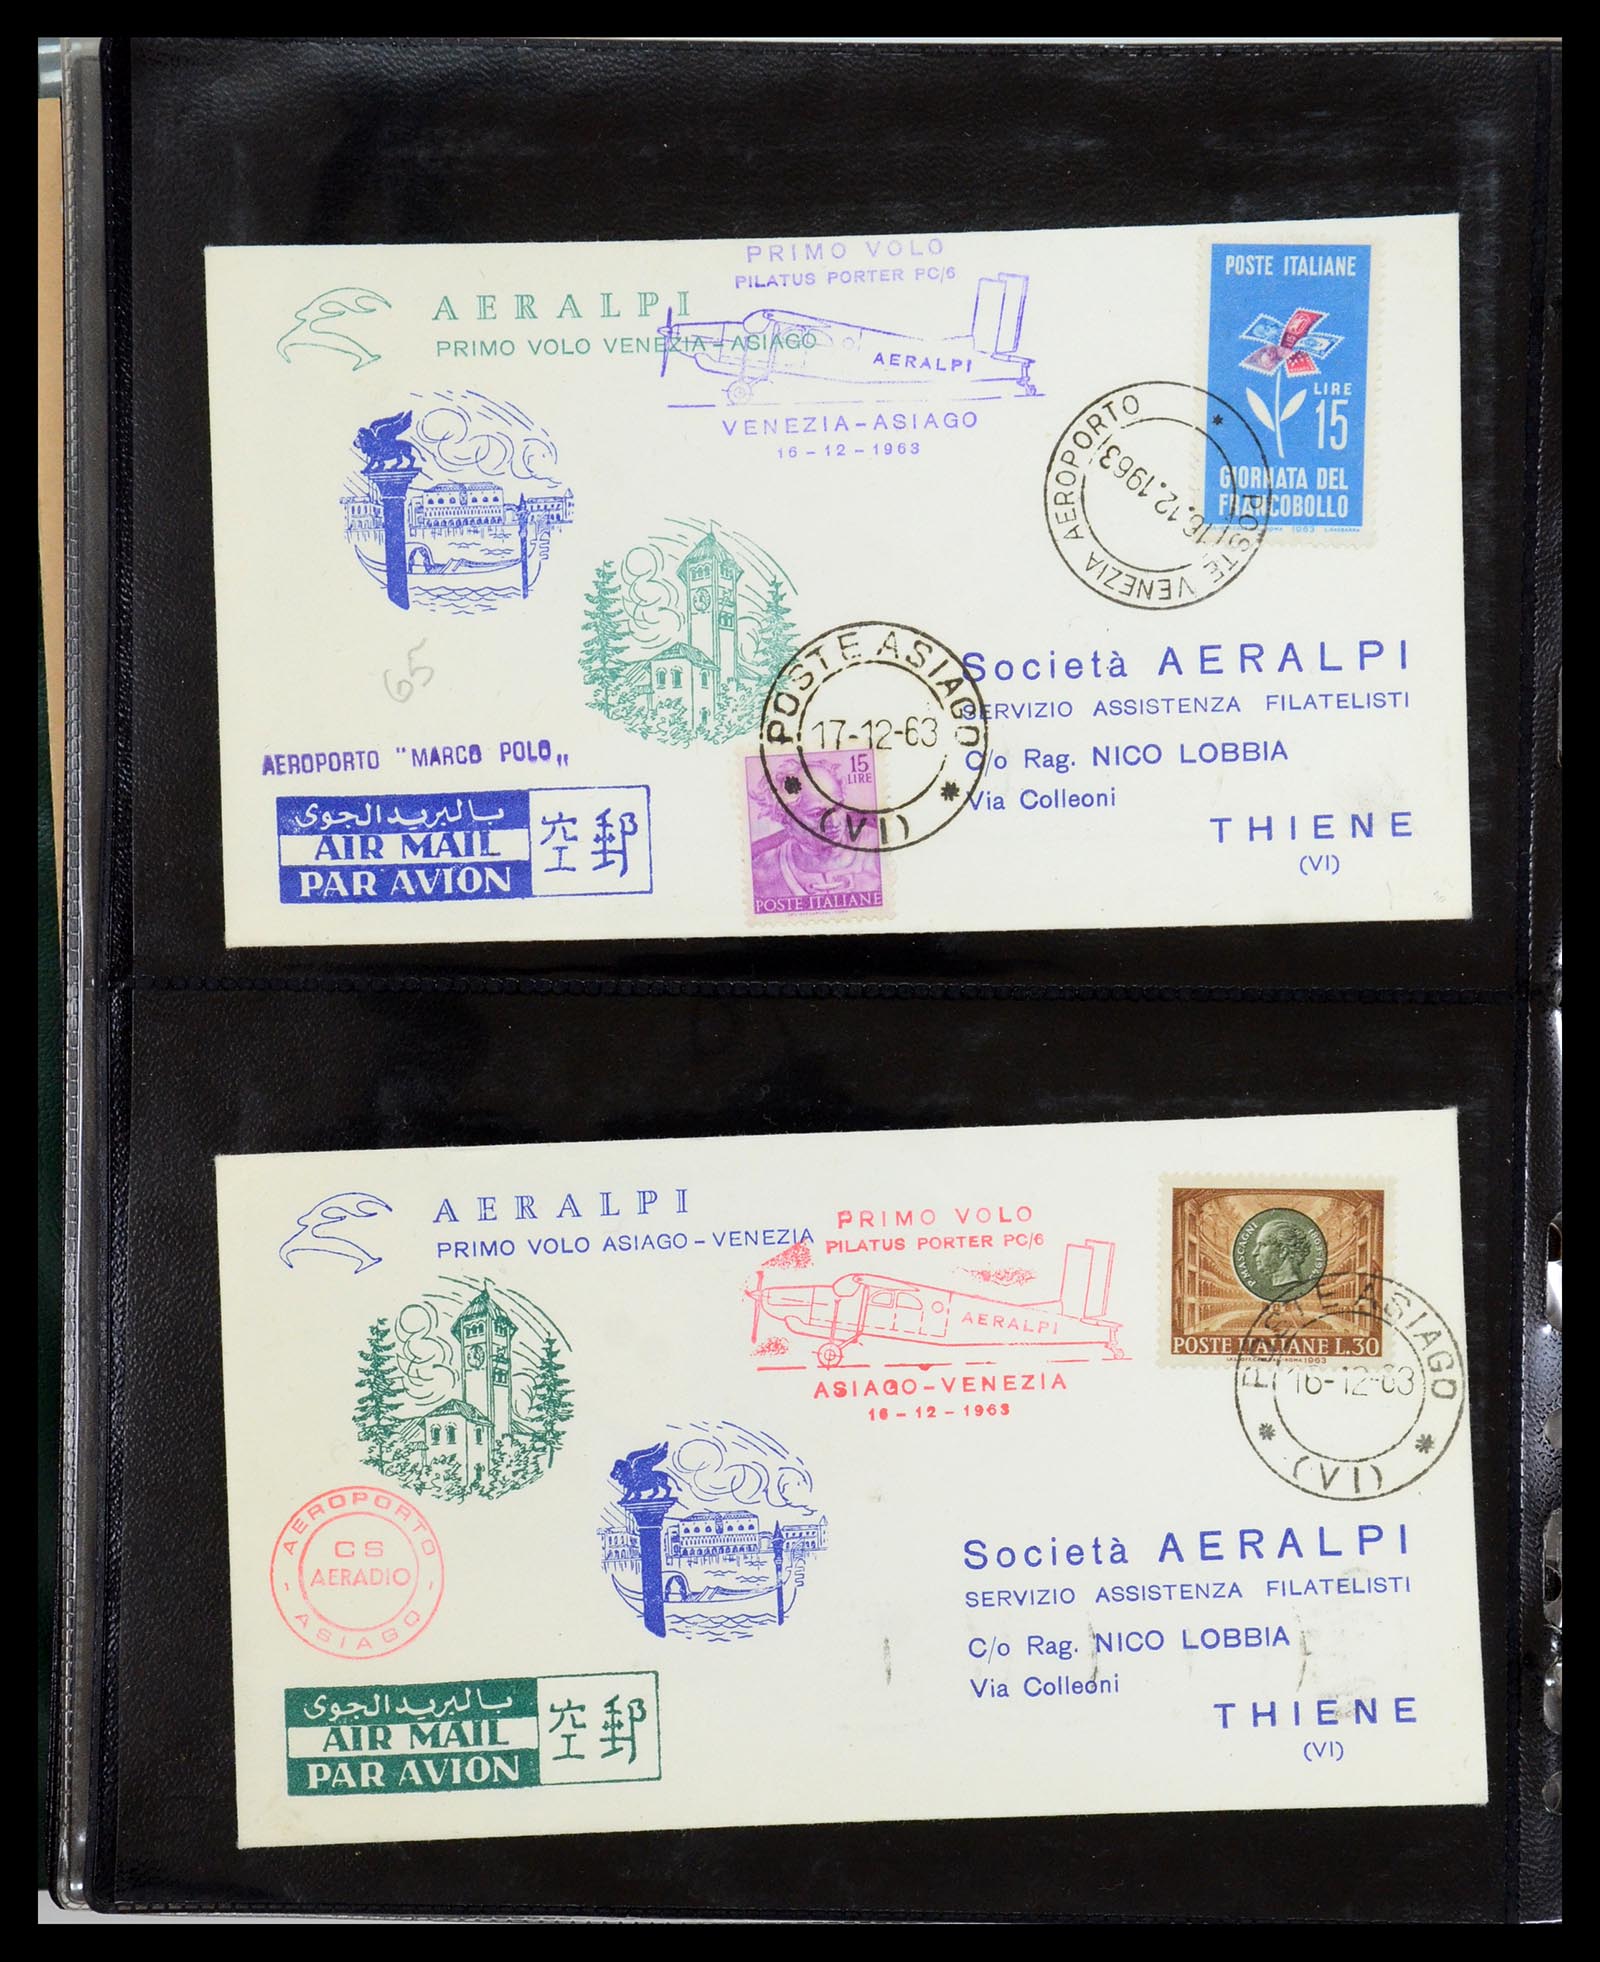 PRIMO VOLO
PILATUS PORTER PC/6
AERALPI
PRIMO VOLO VENEZIA-ASIAGO
AERALPI
VENEZIA-ASIAGO
16-12-1963
POSTE ITALIANE
LIRE
15
GIORNATA DEL
FRANCOBOLLO
1963
POSTE VENEZIA AEROPORTO
16.12.1963
65
POSTE ASIAGO
17-12-63
(VI)
15
LIRE
POSTE ITALIANE
Società AERALPI
SERVIZIO ASSISTENZA FILATELISTI
C/o Rag. NICO LOBBIA
Via Colleoni
THIENE
(VI)
AEROPORTO "MARCO POLO"
بالبريد الجوى
AIR MAIL
PAR AVION
空郵
AERALPI
PRIMO VOLO ASIAGO-VENEZIA
PRIMO VOLO
PILATUS PORTER PC/6
AERALPI
ASIAGO-VENEZIA
16-12-1963
P. MASCAGNI
POSTE ITALIANE L.30
1963
POSTE ASIAGO
16-12-63
(VI)
AEROPORTO
CS
AERADIO
ASIAGO
Società AERALPI
SERVIZIO ASSISTENZA FILATELISTI
C/o Rag. NICO LOBBIA
Via Colleoni
THIENE
(VI)
بالبريد الجوى
AIR MAIL
PAR AVION
空郵